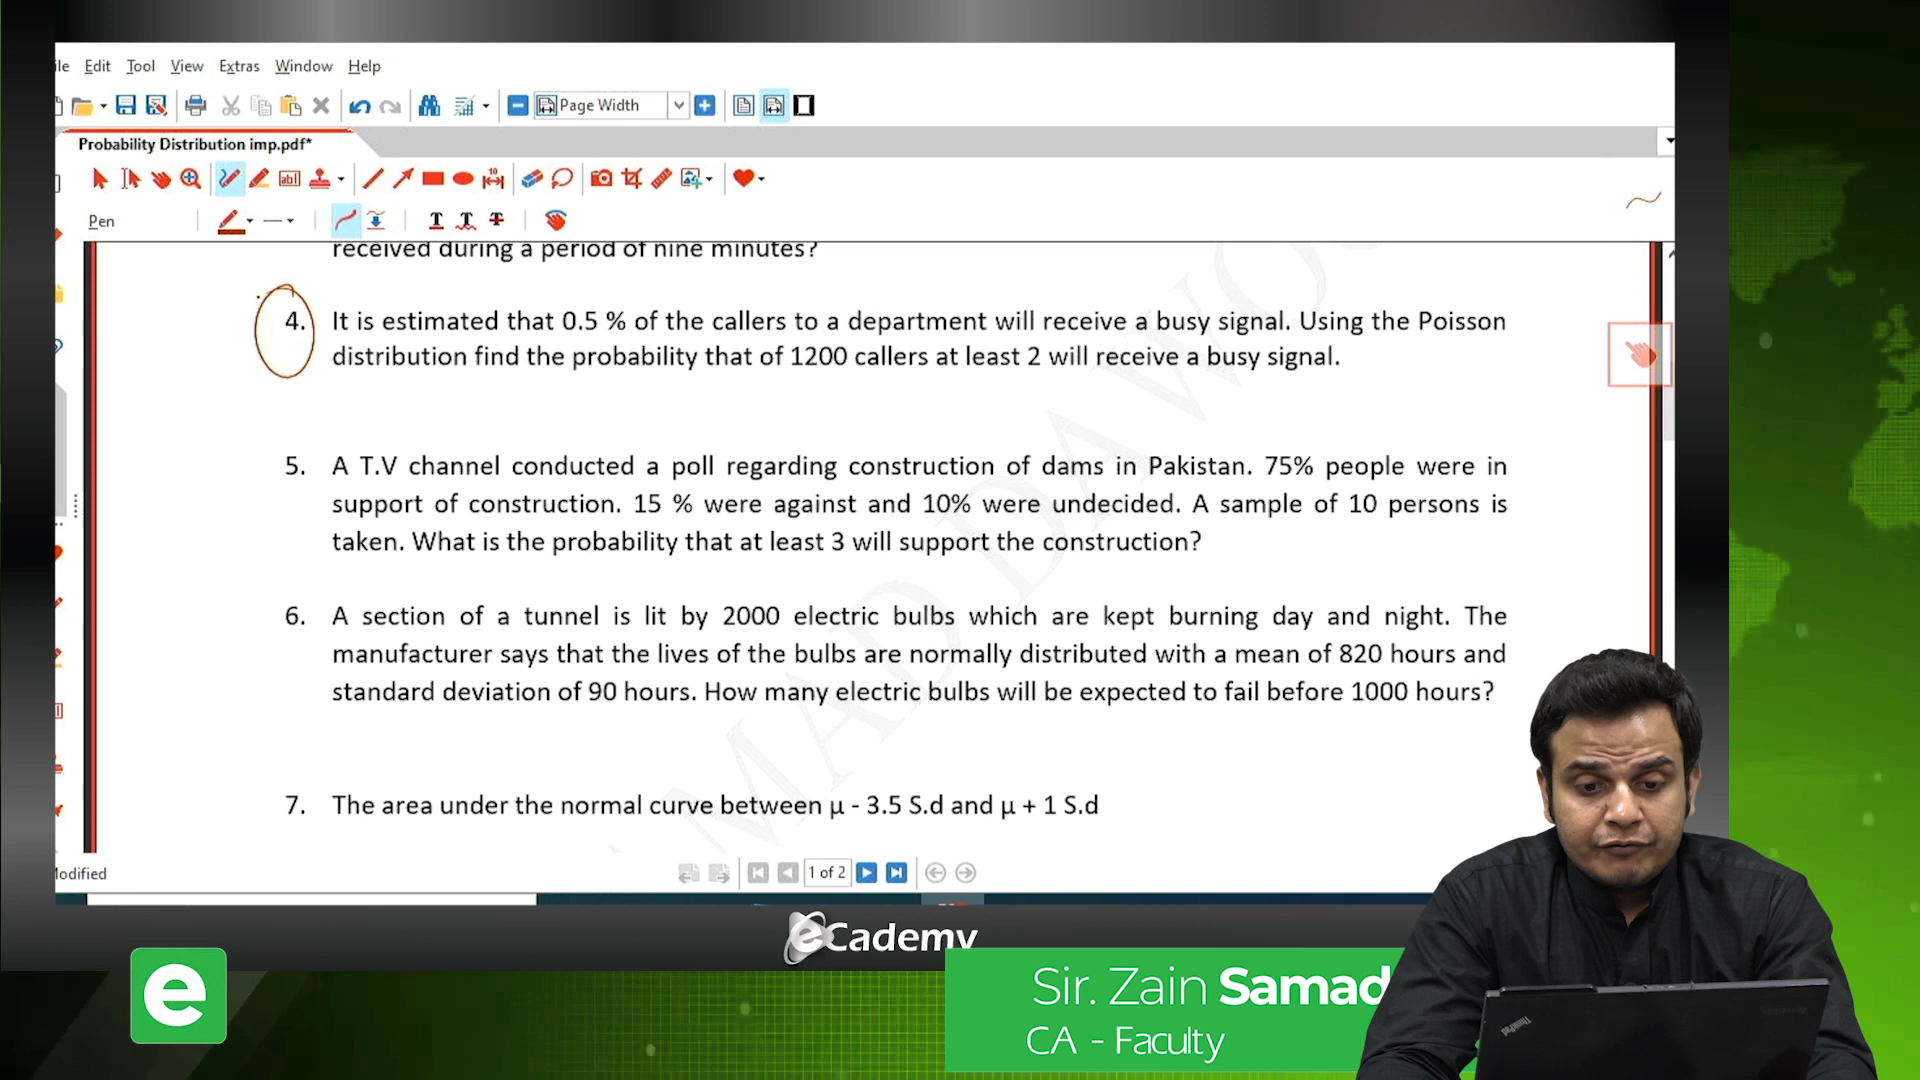 ile Edit Tool View Extras Window Help
Page Width
Probability Distribution imp.pdf*
Pen
received during a period of nine minutes?
4. It is estimated that 0.5 % of the callers to a department will receive a busy signal. Using the Poisson
distribution find the probability that of 1200 callers at least 2 will receive a busy signal.
5. A T.V channel conducted a poll regarding construction of dams in Pakistan. 75% people were in
support of construction. 15 % were against and 10% were undecided. A sample of 10 persons is
taken. What is the probability that at least 3 will support the construction?
6. A section of a tunnel is lit by 2000 electric bulbs which are kept burning day and night. The
manufacturer says that the lives of the bulbs are normally distributed with a mean of 820 hours and
standard deviation of 90 hours. How many electric bulbs will be expected to fail before 1000 hours?
7. The area under the normal curve between µ - 3.5 S.d and µ + 1 S.d
Modified
1 of 2
eCademy
e
Sir. Zain Samad
CA - Faculty
ThinkPad